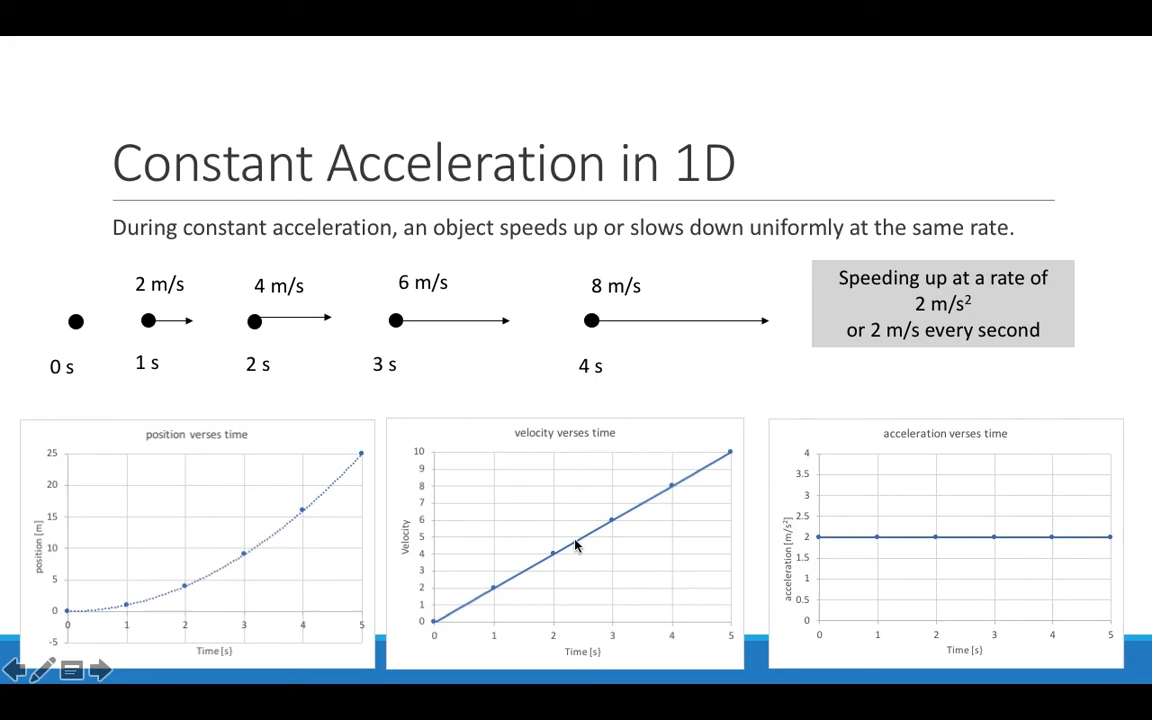 Constant Acceleration in 1D
During constant acceleration, an object speeds up or slows down uniformly at the same rate.
2 m/s
4 m/s
6 m/s
8 m/s
0 s
1 s
2 s
3 s
4 s
Speeding up at a rate of
2 m/s²
or 2 m/s every second
position verses time
25
20
15
10
5
0
-5
position [m]
0 1 2 3 4 5
Time [s}
velocity verses time
10
9
8
7
6
5
4
3
2
1
0
Velocity
0 1 2 3 4 5
Time [s}
acceleration verses time
4
3.5
3
2.5
2
1.5
1
0.5
0
acceleration [m/s²]
0 1 2 3 4 5
Time [s}